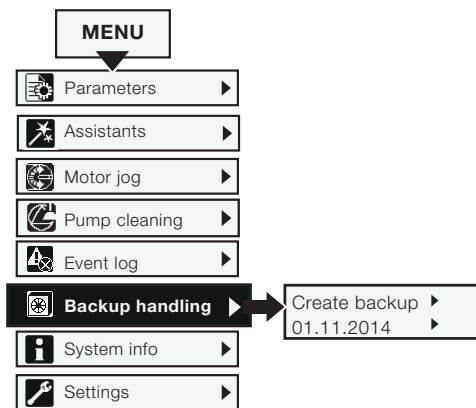 MENU
Parameters
Assistants
Motor jog
Pump cleaning
Event log
Backup handling
Create backup
01.11.2014
System info
Settings